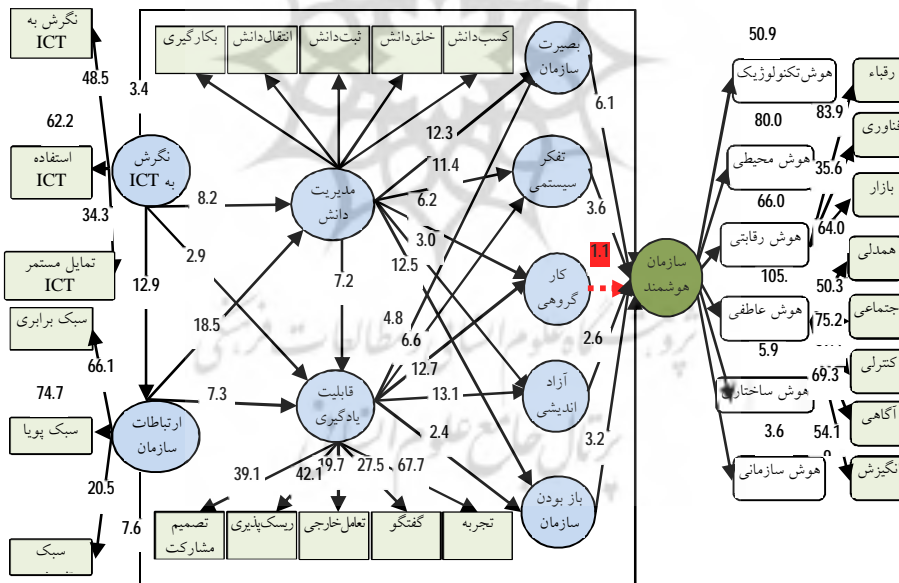 نگرش به
ICT
48.5
62.2
استفاده
ICT
34.3
تمایل مستمر
ICT
سبک برابری
66.1
74.7
سبک پویا
20.5
سبک
3.4
نگرش
به ICT
8.2
2.9
12.9
18.5
7.3
ارتباطات
سازمان
7.6
بکارگیری
انتقال‌دانش
ثبت‌دانش
خلق‌دانش
کسب‌دانش
مدیریت
دانش
12.3
11.4
6.2
3.0
12.5
7.2
4.8
6.6
12.7
13.1
2.4
قابلیت
یادگیری
39.1
42.1
19.7
27.5
67.7
تصمیم
مشارکت
ریسک‌پذیری
تعامل‌خارجی
گفتگو
تجربه
بصیرت
سازمان
تفکر
سیستمی
کار
گروهی
آزاد
اندیشی
باز بودن
سازمان
6.1
3.6
1.1
2.6
3.2
سازمان
هوشمند
50.9
هوش‌تکنولوژیک
80.0
هوش محیطی
66.0
هوش رقابتی
105.
هوش عاطفی
5.9
هوش ساختاری
3.6
هوش سازمانی
83.9
35.6
64.0
50.3
75.2
69.3
54.1
رقباء
فناوری
بازار
همدلی
جتماعی
کنترلی
آگاهی
نگیزش
پرتال جامع علوم انسانی